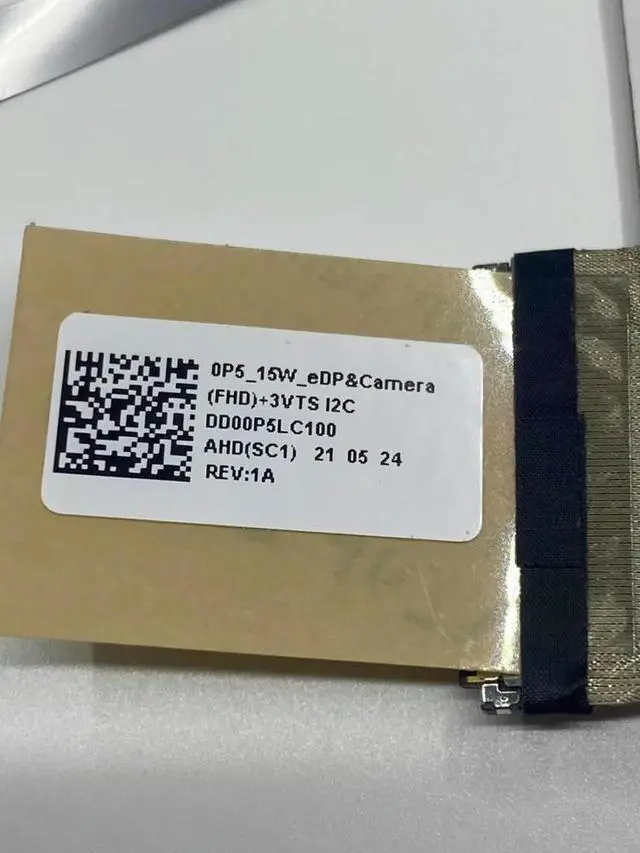 0P5_15W_eDP&Camera
(FHD)+3VTS I2C
DD00P5LC100
AHD(SC1) 21 05 24
REV:1A